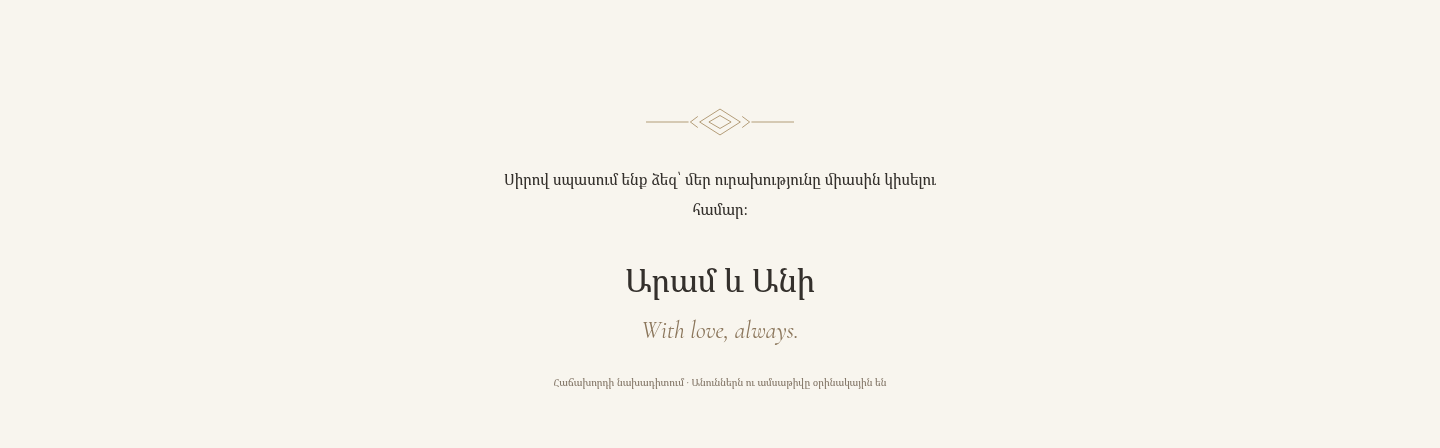 Սիրով սպասում ենք ձեզ՝ մեր ուրախությունը միասին կիսելու
համար։
Արամ և Անի
With love, always.
Հաճախորդի նախադիտում · Անուններն ու ամսաթիվը օրինակային են